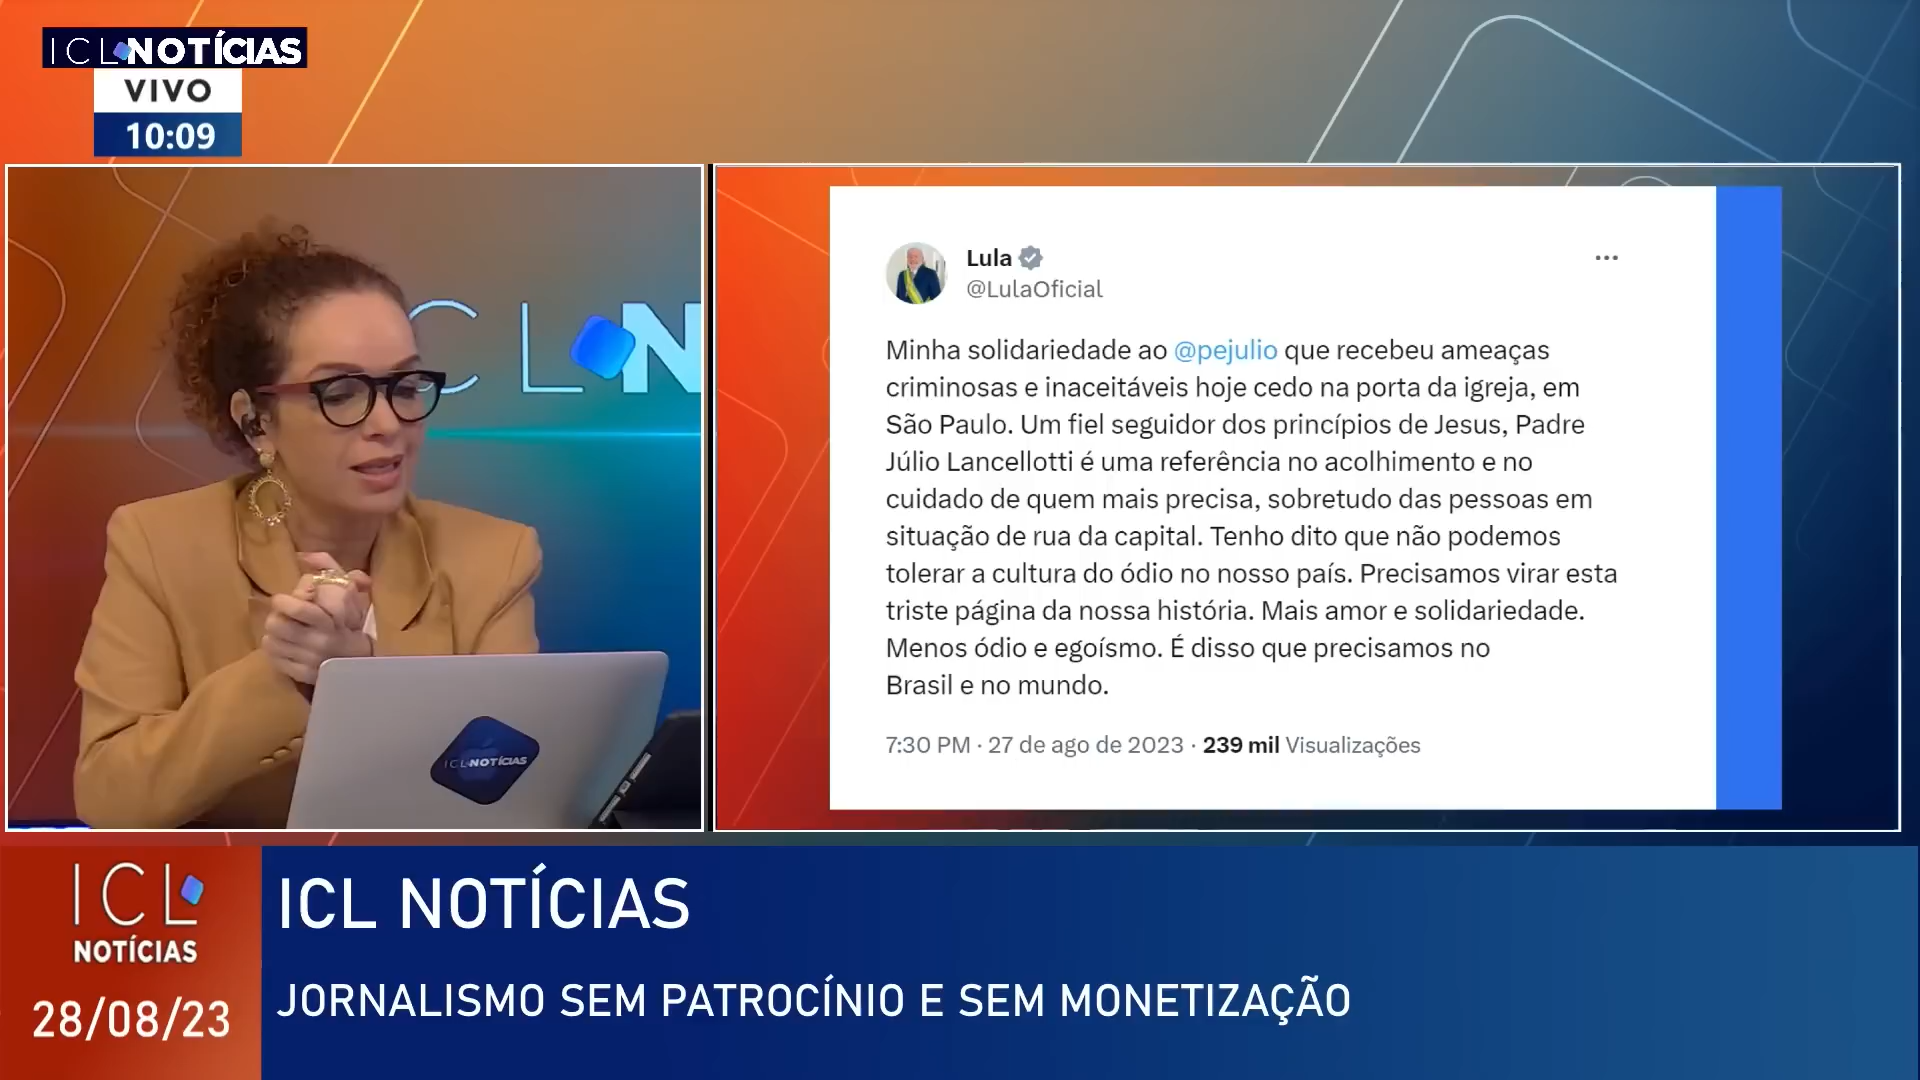 ICL NOTÍCIAS
VIVO
10:09
ICL N
ICL NOTÍCIAS
Lula
@LulaOficial
Minha solidariedade ao @pejulio que recebeu ameaças
criminosas e inaceitáveis hoje cedo na porta da igreja, em
São Paulo. Um fiel seguidor dos princípios de Jesus, Padre
Júlio Lancellotti é uma referência no acolhimento e no
cuidado de quem mais precisa, sobretudo das pessoas em
situação de rua da capital. Tenho dito que não podemos
tolerar a cultura do ódio no nosso país. Precisamos virar esta
triste página da nossa história. Mais amor e solidariedade.
Menos ódio e egoísmo. É disso que precisamos no
Brasil e no mundo.
7:30 PM · 27 de ago de 2023 · 239 mil Visualizações
ICL
NOTÍCIAS
28/08/23
ICL NOTÍCIAS
JORNALISMO SEM PATROCÍNIO E SEM MONETIZAÇÃO